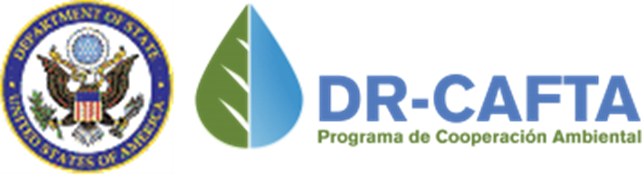 DEPARTMENT OF STATE
UNITED STATES OF AMERICA
DR-CAFTA
Programa de Cooperación Ambiental